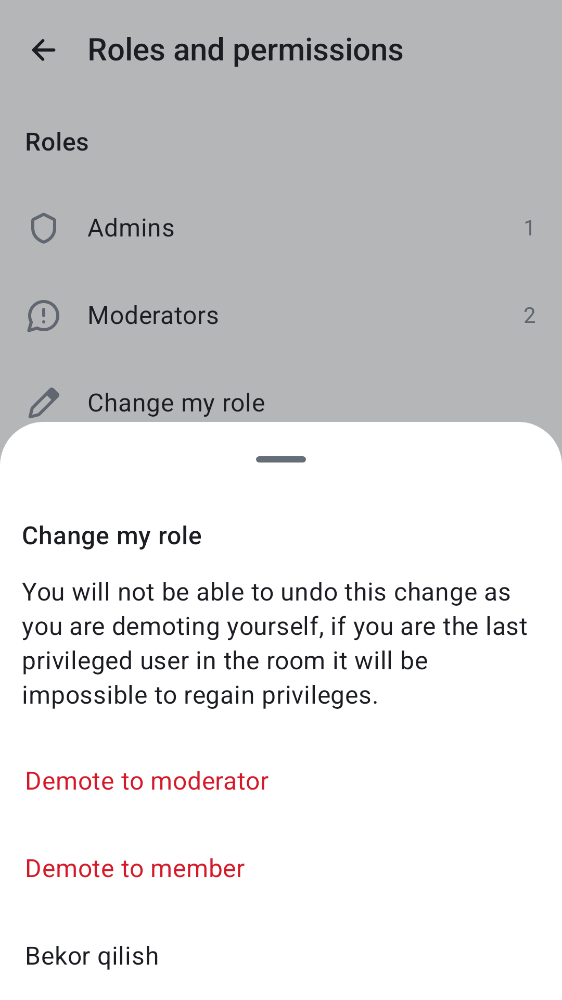 Roles and permissions
Roles
Admins 1
Moderators 2
Change my role
Change my role
You will not be able to undo this change as
you are demoting yourself, if you are the last
privileged user in the room it will be
impossible to regain privileges.
Demote to moderator
Demote to member
Bekor qilish